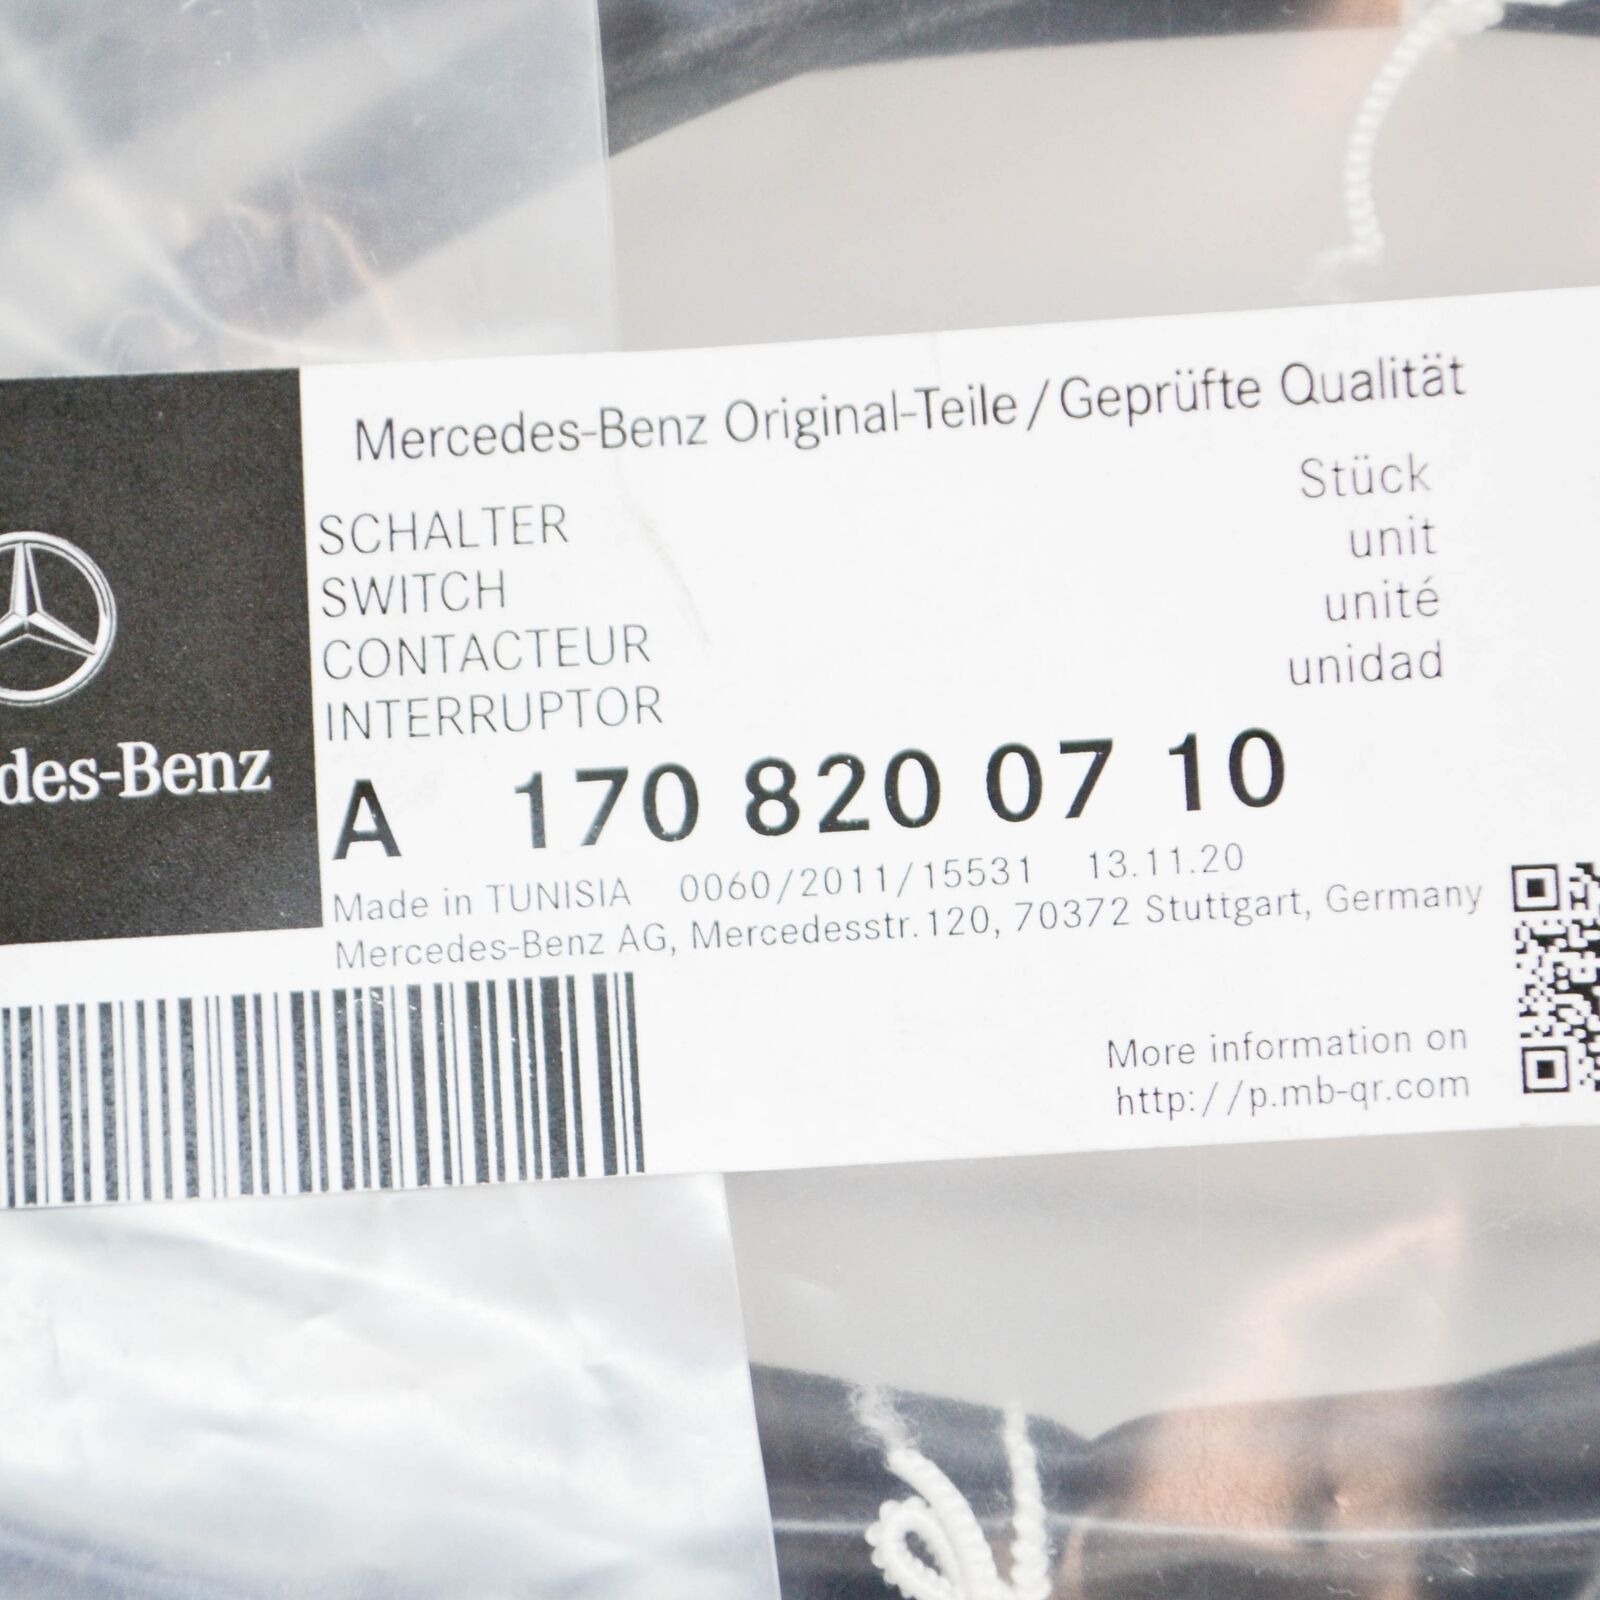 Mercedes-Benz Original-Teile/Geprüfte Qualität
SCHALTER
SWITCH
CONTACTEUR
INTERRUPTOR
Stück
unit
unité
unidad
des-Benz
A 170 820 07 10
Made in TUNISIA 0060/2011/15531 13.11.20
Mercedes-Benz AG, Mercedesstr.120, 70372 Stuttgart, Germany
More information on
http://p.mb-qr.com